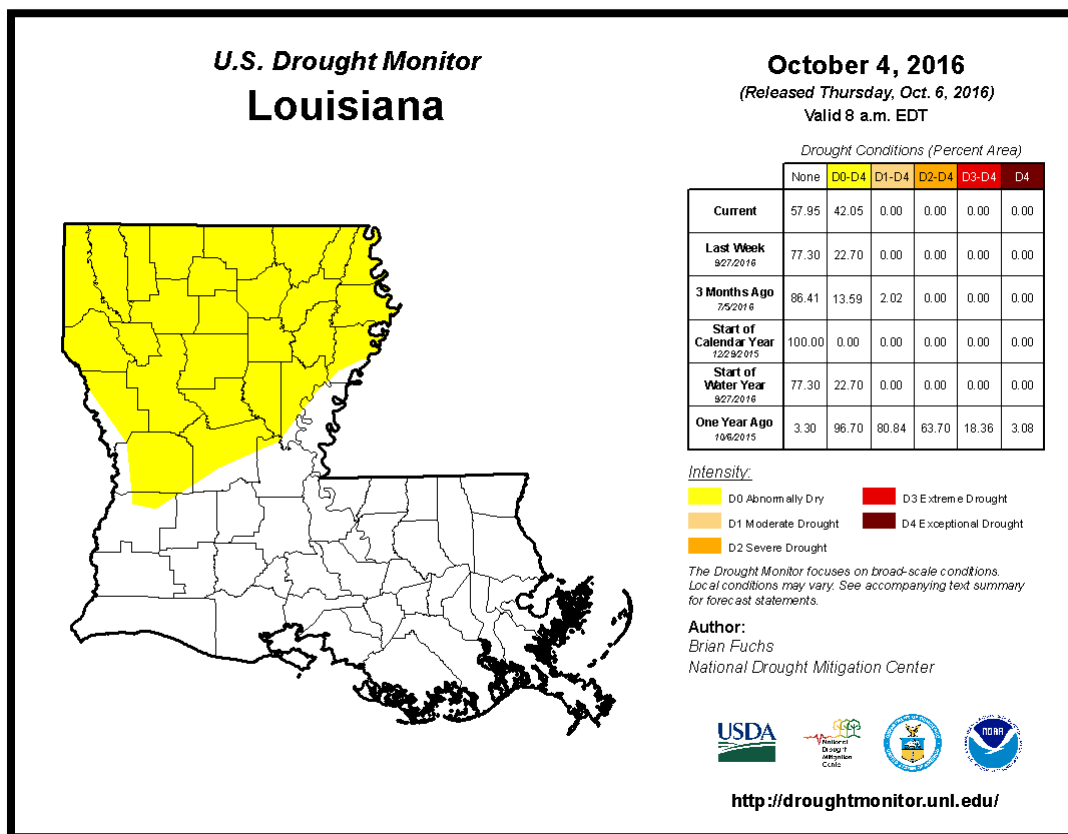 U.S. Drought Monitor
Louisiana
October 4, 2016
(Released Thursday, Oct. 6, 2016)
Valid 8 a.m. EDT
Drought Conditions (Percent Area)
None D0-D4 D1-D4 D2-D4 D3-D4 D4
Current 57.95 42.05 0.00 0.00 0.00 0.00
Last Week
9/27/2016
77.30 22.70 0.00 0.00 0.00 0.00
3 Months Ago
7/5/2016
86.41 13.59 2.02 0.00 0.00 0.00
Start of
Calendar Year
12/29/2015
100.00 0.00 0.00 0.00 0.00 0.00
Start of
Water Year
9/27/2016
77.30 22.70 0.00 0.00 0.00 0.00
One Year Ago
10/6/2015
3.30 96.70 80.84 63.70 18.36 3.08
Intensity:
D0 Abnormally Dry
D1 Moderate Drought
D2 Severe Drought
D3 Extreme Drought
D4 Exceptional Drought
The Drought Monitor focuses on broad-scale conditions.
Local conditions may vary. See accompanying text summary
for forecast statements.
Author:
Brian Fuchs
National Drought Mitigation Center
USDA
National
Drought
Mitigation
Center
NOAA
http://droughtmonitor.unl.edu/